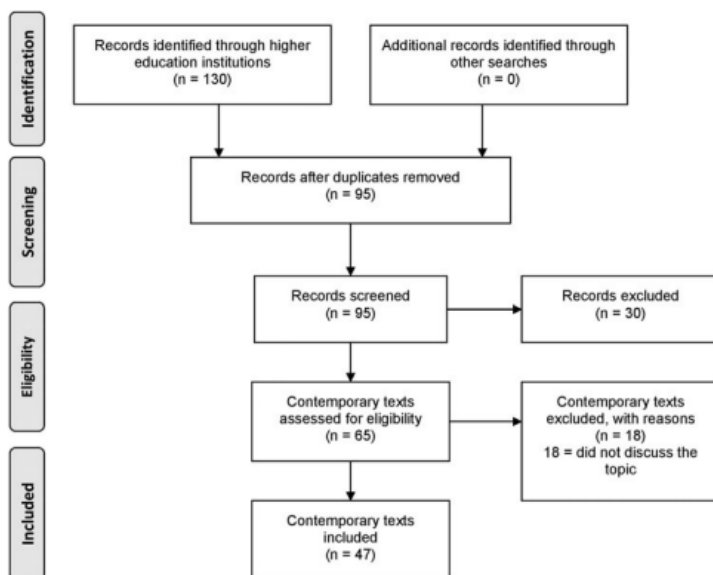 Identification
Records identified through higher
education institutions
(n = 130)
Additional records identified through
other searches
(n = 0)
Screening
Records after duplicates removed
(n = 95)
Records screened
(n = 95)
Records excluded
(n = 30)
Eligibility
Contemporary texts
assessed for eligibility
(n = 65)
Contemporary texts
excluded, with reasons
(n = 18)
18 = did not discuss the
topic
Included
Contemporary texts
included
(n = 47)